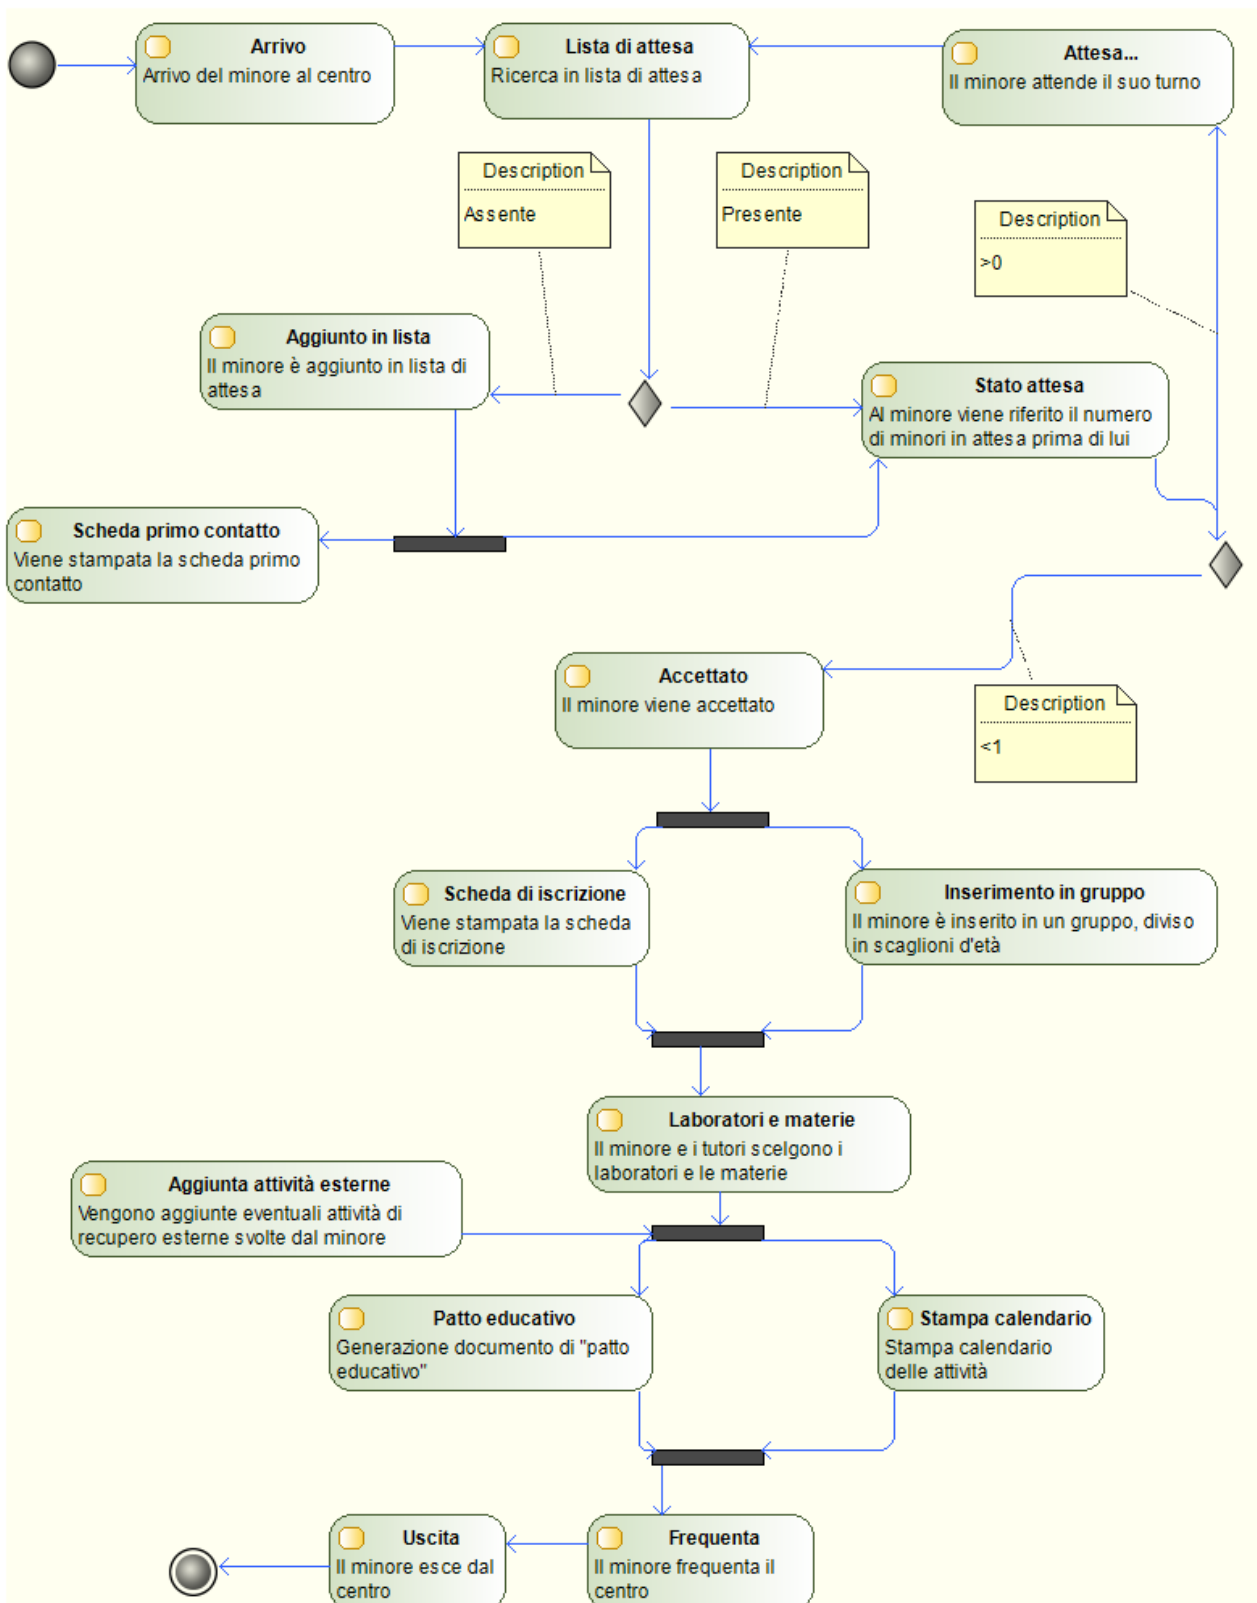 Arrivo
Arrivo del minore al centro
Lista di attesa
Ricerca in lista di attesa
Attesa...
Il minore attende il suo turno
Description
Assente
Description
Presente
Description
>0
Aggiunto in lista
Il minore è aggiunto in lista di
attesa
Stato attesa
Al minore viene riferito il numero
di minori in attesa prima di lui
Scheda primo contatto
Viene stampata la scheda primo
contatto
Accettato
Il minore viene accettato
Description
<1
Scheda di iscrizione
Viene stampata la scheda
di iscrizione
Inserimento in gruppo
Il minore è inserito in un gruppo, diviso
in scaglioni d'età
Laboratori e materie
Il minore e i tutori scelgono i
laboratori e le materie
Aggiunta attività esterne
Vengono aggiunte eventuali attività di
recupero esterne svolte dal minore
Patto educativo
Generazione documento di "patto
educativo"
Stampa calendario
Stampa calendario
delle attività
Uscita
Il minore esce dal
centro
Frequenta
Il minore frequenta il
centro